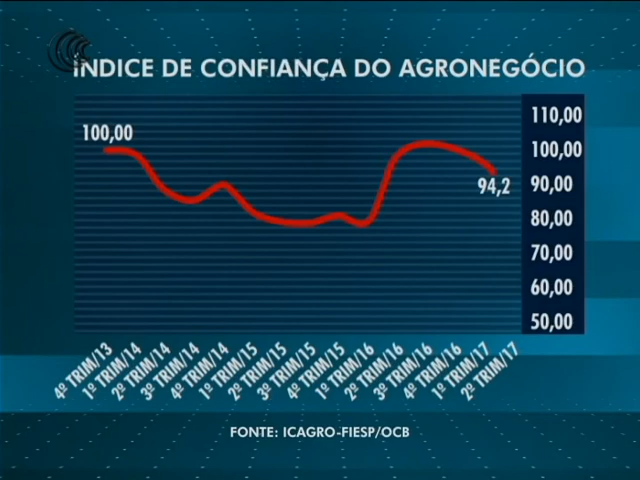 ÍNDICE DE CONFIANÇA DO AGRONEGÓCIO
100,00
94,2
110,00
100,00
90,00
80,00
70,00
60,00
50,00
4º TRIM/13
1º TRIM/14
2º TRIM/14
3º TRIM/14
4º TRIM/14
1º TRIM/15
2º TRIM/15
3º TRIM/15
4º TRIM/15
1º TRIM/16
2º TRIM/16
3º TRIM/16
4º TRIM/16
1º TRIM/17
2º TRIM/17
FONTE: ICAGRO-FIESP/OCB